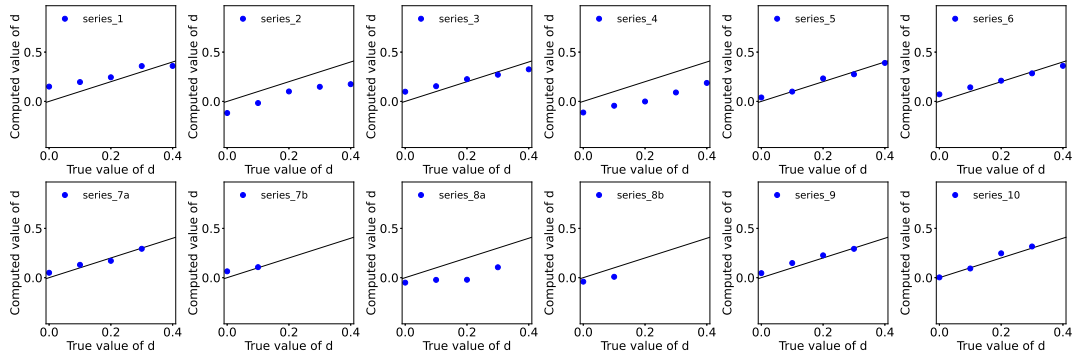 series_1
0.5
0.0
Computed value of d
0.0 0.2 0.4
True value of d
series_2
0.5
0.0
Computed value of d
0.0 0.2 0.4
True value of d
series_3
0.5
0.0
Computed value of d
0.0 0.2 0.4
True value of d
series_4
0.5
0.0
Computed value of d
0.0 0.2 0.4
True value of d
series_5
0.5
0.0
Computed value of d
0.0 0.2 0.4
True value of d
series_6
0.5
0.0
Computed value of d
0.0 0.2 0.4
True value of d
series_7a
0.5
0.0
Computed value of d
0.0 0.2 0.4
True value of d
series_7b
0.5
0.0
Computed value of d
0.0 0.2 0.4
True value of d
series_8a
0.5
0.0
Computed value of d
0.0 0.2 0.4
True value of d
series_8b
0.5
0.0
Computed value of d
0.0 0.2 0.4
True value of d
series_9
0.5
0.0
Computed value of d
0.0 0.2 0.4
True value of d
series_10
0.5
0.0
Computed value of d
0.0 0.2 0.4
True value of d